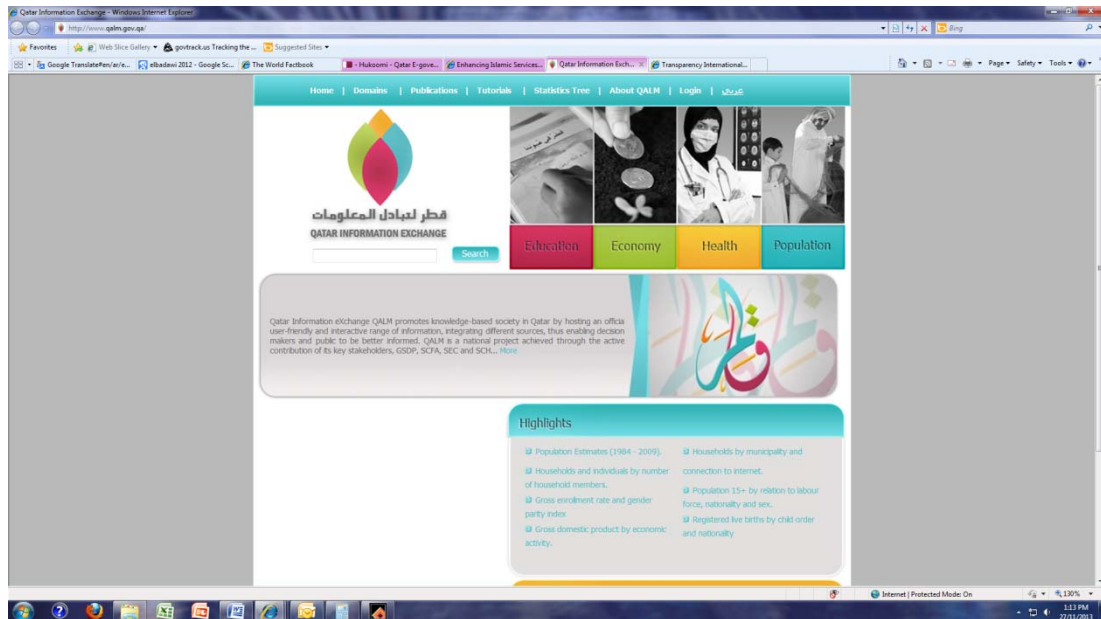 Qatar Information Exchange - Windows Internet Explorer
http://www.qalm.gov.qa/
Bing
Favorites
Web Slice Gallery
govtrack.us Tracking the ...
Suggested Sites
Google Translate#en/ar/e...
elbadawi 2012 - Google Sc...
The World Factbook
- Hukoomi - Qatar E-gove...
Enhancing Islamic Services...
Qatar Information Exch...
Transparency International...
Page
Safety
Tools
Home | Domains | Publications | Tutorials | Statistics Tree | About QALM | Login | عربي
قطر لتبادل المعلومات
QATAR INFORMATION EXCHANGE
Search
Education
Economy
Health
Population
Qatar Information eXchange QALM promotes knowledge-based society in Qatar by hosting an officia
user-friendly and interactive range of information, integrating different sources, thus enabling decision
makers and public to be better informed. QALM is a national project achieved through the active
contribution of its key stakeholders, GSDP, SCFA, SEC and SCH... More
Highlights
Population Estimates (1984 - 2009).
Households and individuals by number
of household members.
Gross enrollment rate and gender
parity index
Gross domestic product by economic
activity.
Households by municipality and
connection to internet.
Population 15+ by relation to labour
force, nationality and sex.
Registered live births by child order
and nationality
Internet | Protected Mode: On
130%
1:13 PM
27/11/2013